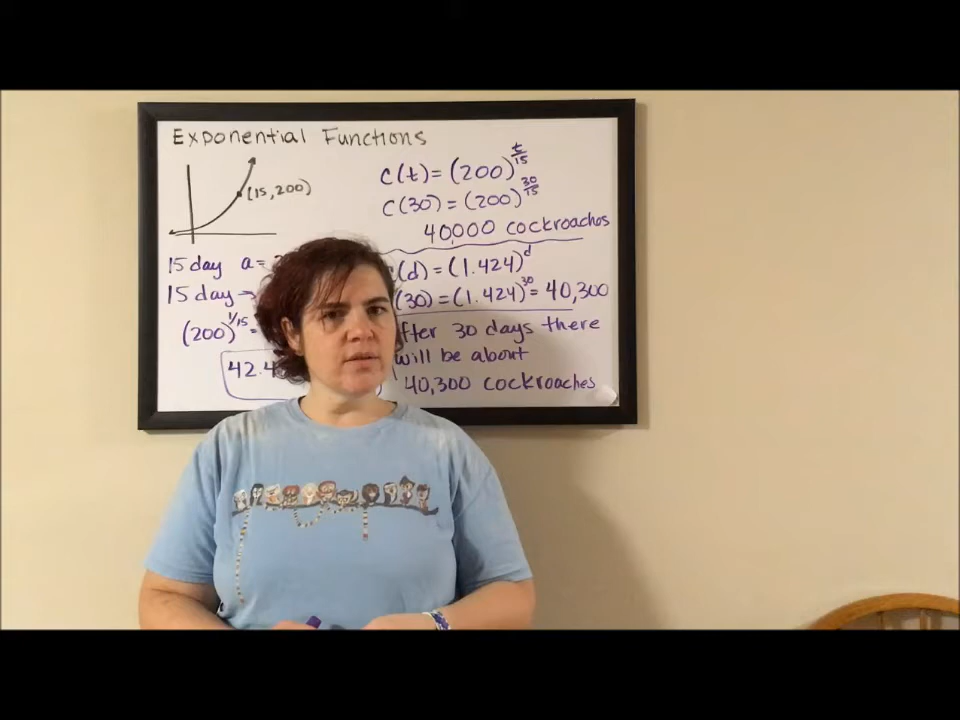 Exponential Functions
(15,200)
15 day a=
15 day→
(200)^1/15=
42.4
C(t)=(200)^t/15
C(30)=(200)^30/15
40,000 cockroaches
(d)=(1.424)^d
(30)=(1.424)^30=40,300
fter 30 days there
will be about
40,300 cockroaches